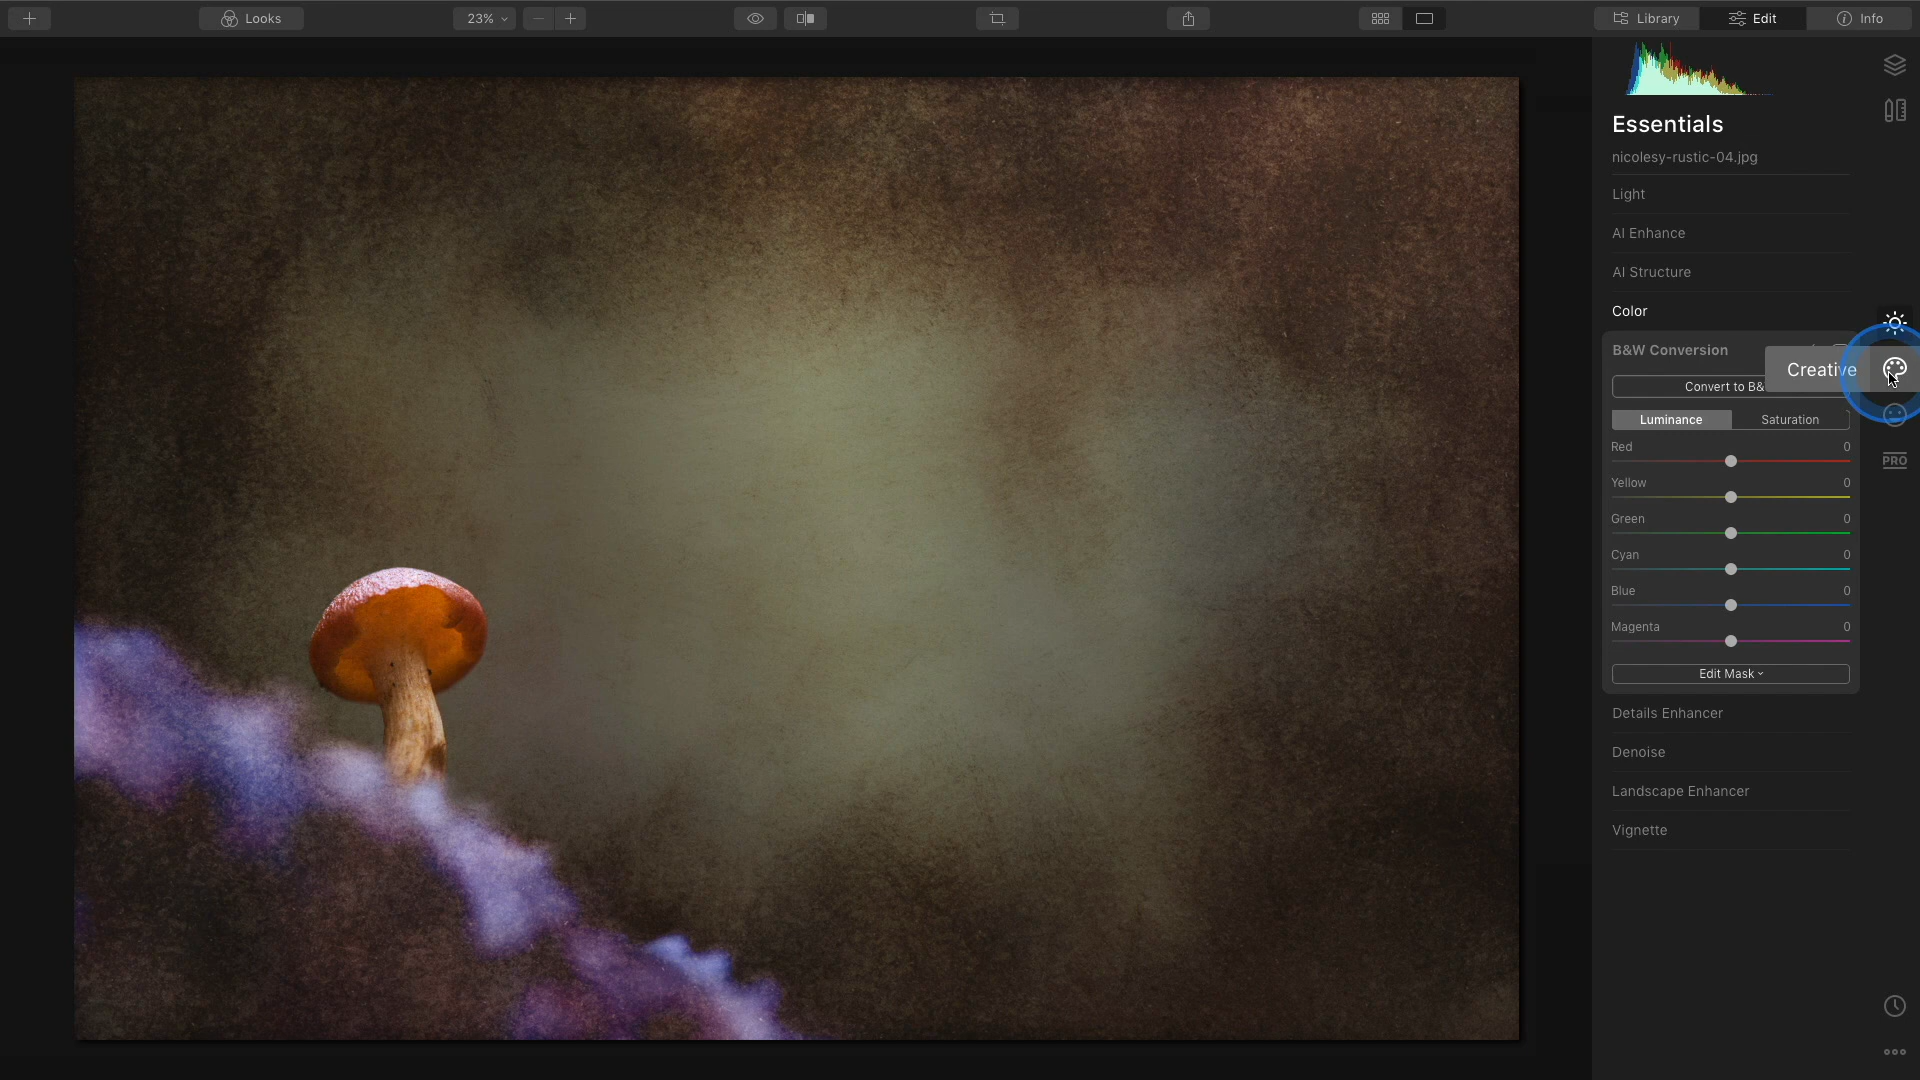 Looks
23%
Library
Edit
Info
Essentials
nicolesy-rustic-04.jpg
Light
AI Enhance
AI Structure
Color
B&W Conversion
Creative
Convert to B&
Luminance
Saturation
Red 0
Yellow 0
Green 0
Cyan 0
Blue 0
Magenta 0
Edit Mask
PRO
Details Enhancer
Denoise
Landscape Enhancer
Vignette